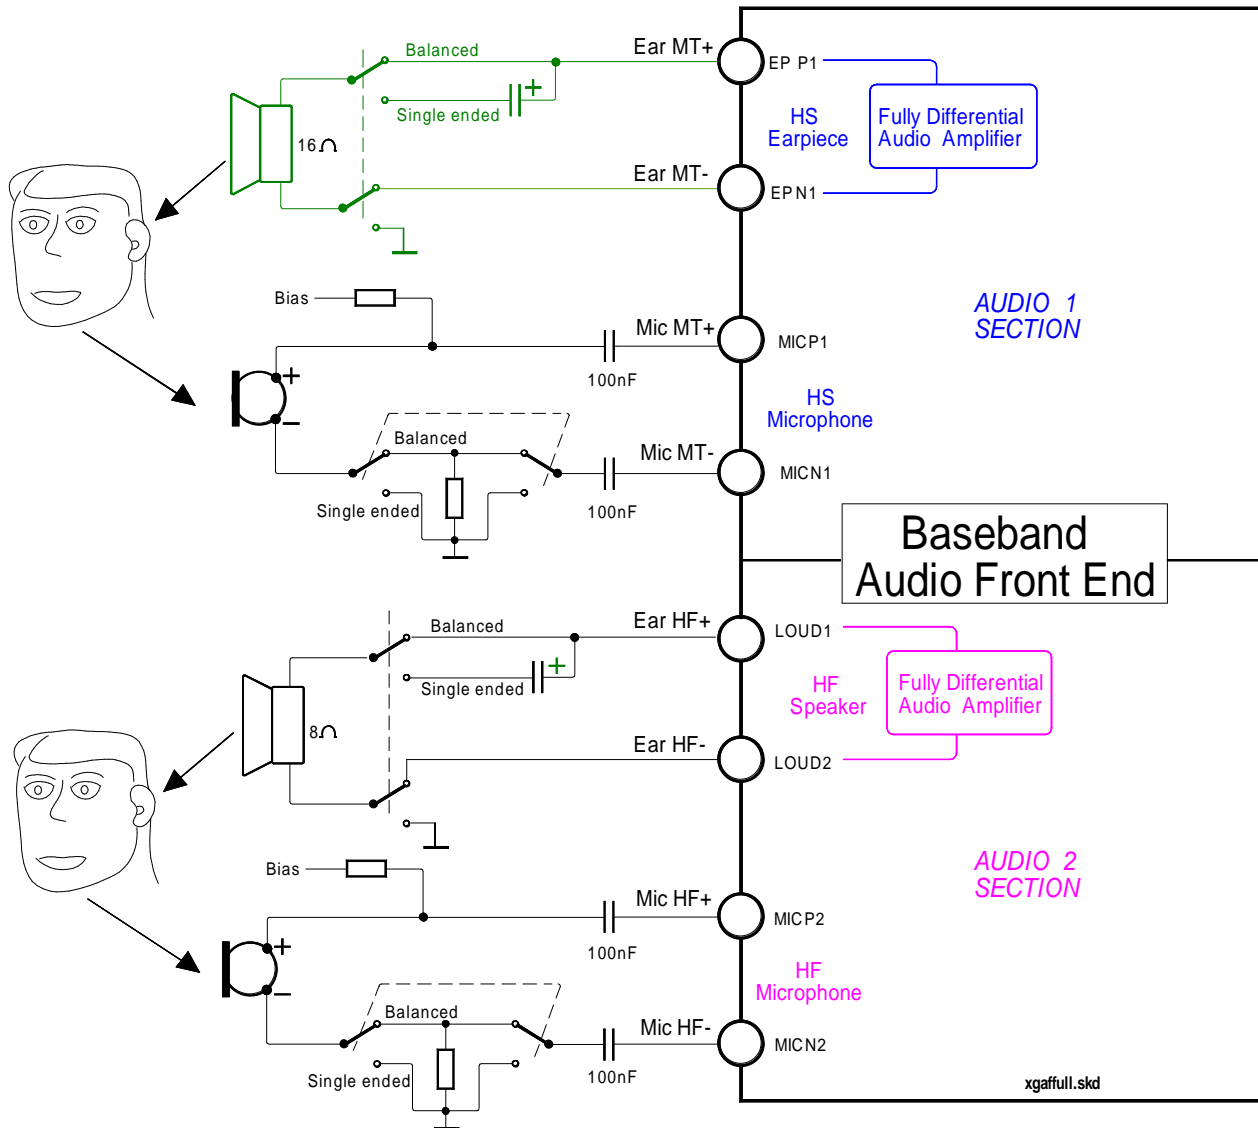 Balanced
Ear MT+
EP P1
+
Single ended
HS
Earpiece
Fully Differential
Audio Amplifier
16Ω
Ear MT-
EPN1
Bias
AUDIO 1
SECTION
Mic MT+
MICP1
100nF
+
-
HS
Microphone
Balanced
Mic MT-
MICN1
Single ended
100nF
Baseband
Audio Front End
Balanced
Ear HF+
LOUD1
+
Single ended
HF
Speaker
Fully Differential
Audio Amplifier
8Ω
Ear HF-
LOUD2
Bias
AUDIO 2
SECTION
Mic HF+
MICP2
100nF
+
-
HF
Microphone
Balanced
Mic HF-
MICN2
Single ended
100nF
xgaffull.skd